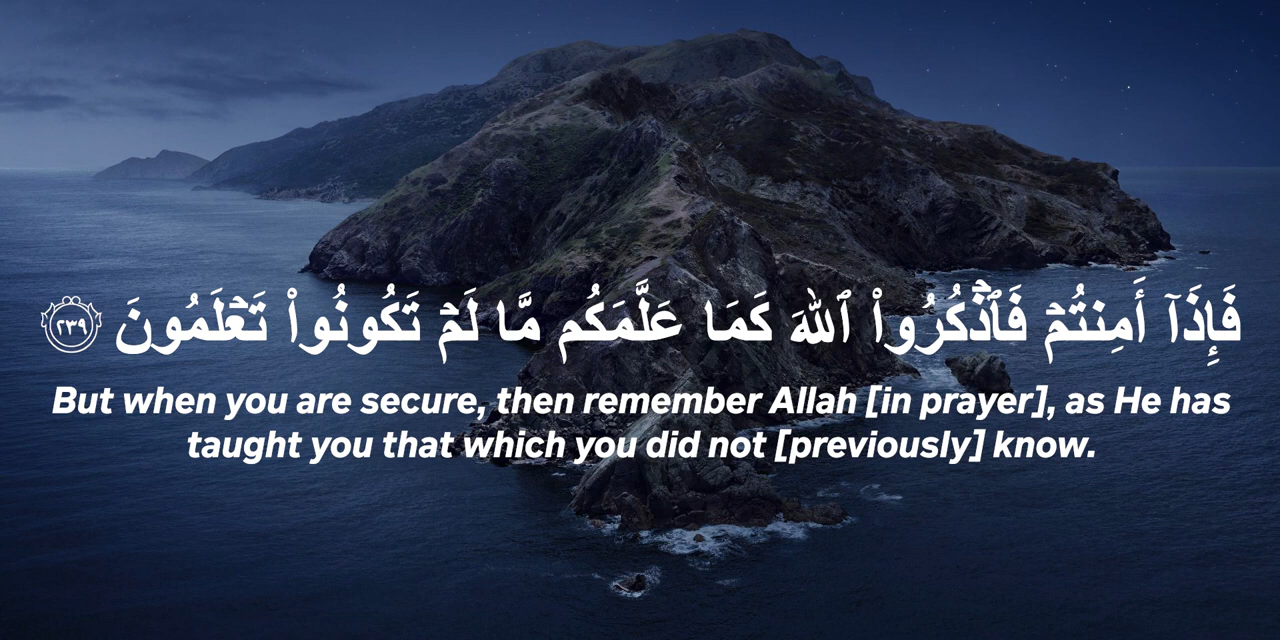 فَإِذَآ أَمِنتُمْ فَٱذْكُرُوا۟ ٱللَّهَ كَمَا عَلَّمَكُم مَّا لَمْ تَكُونُوا۟ تَعْلَمُونَ ٢٣٩
But when you are secure, then remember Allah [in prayer], as He has
taught you that which you did not [previously] know.